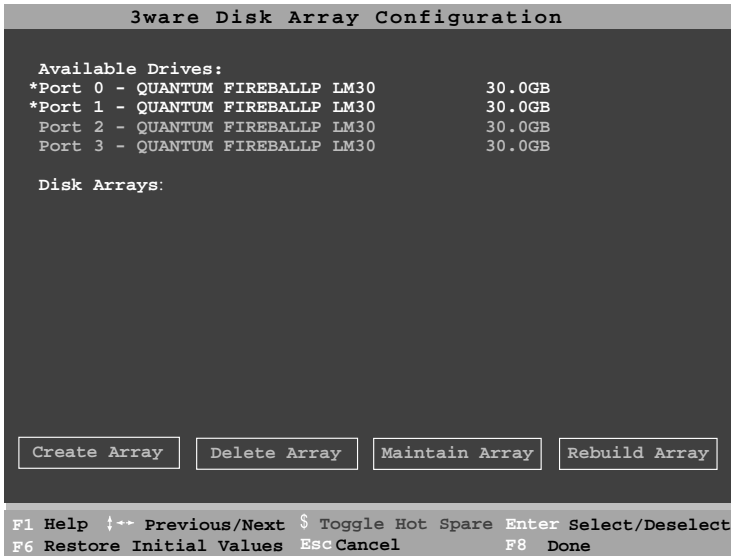 3ware Disk Array Configuration
Available Drives:
*Port 0 - QUANTUM FIREBALLP LM30 30.0GB
*Port 1 - QUANTUM FIREBALLP LM30 30.0GB
Port 2 - QUANTUM FIREBALLP LM30 30.0GB
Port 3 - QUANTUM FIREBALLP LM30 30.0GB
Disk Arrays:
Create Array Delete Array Maintain Array Rebuild Array
F1 Help ↕↔ Previous/Next $ Toggle Hot Spare Enter Select/Deselect
F6 Restore Initial Values Esc Cancel F8 Done